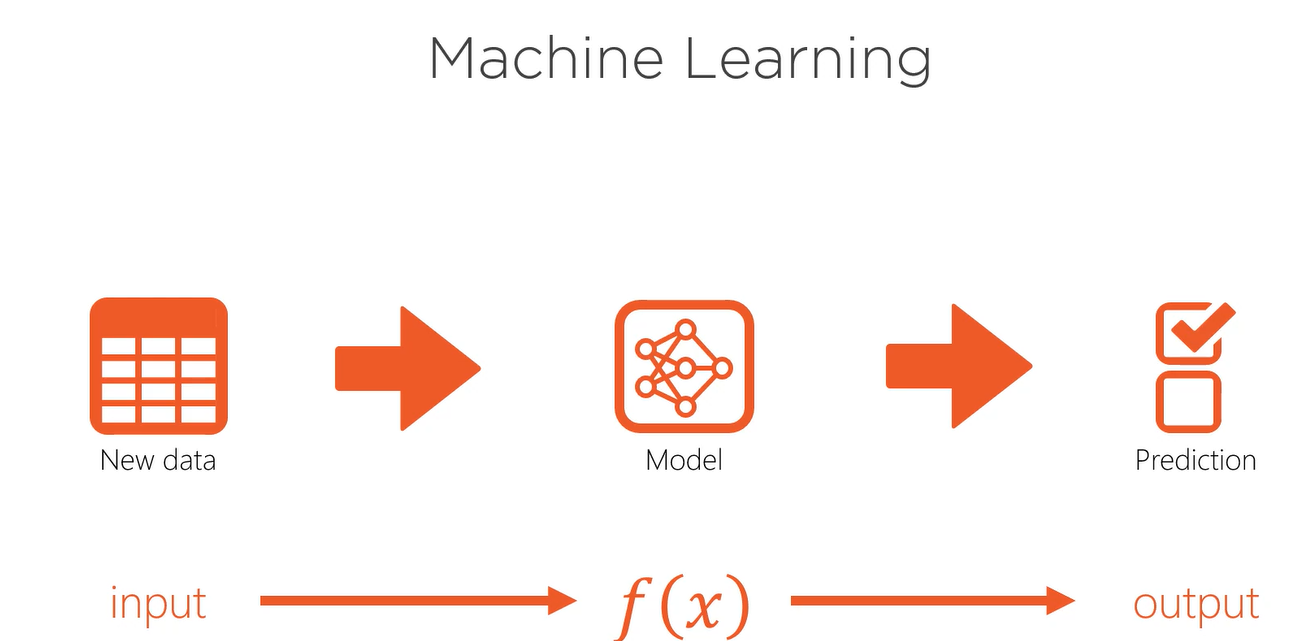 Machine Learning
New data
Model
Prediction
input
f(x)
output